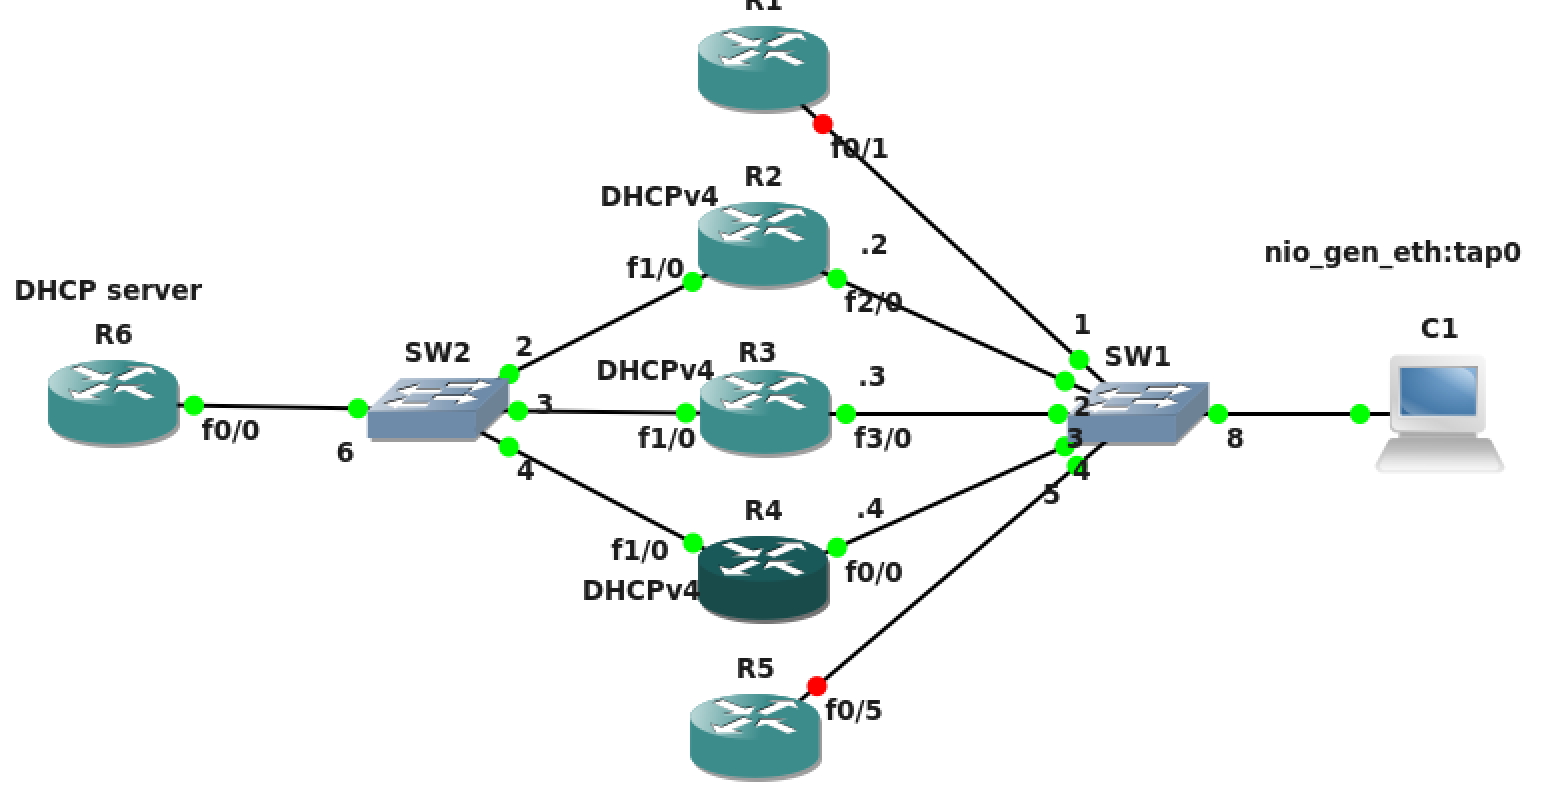 R1
f0/1
R2
DHCPv4
.2
f1/0
f2/0
nio_gen_eth:tap0
DHCP server
R6
f0/0
6
SW2
2
3
4
DHCPv4
R3
.3
f1/0
f3/0
1
SW1
2
3
4
5
8
C1
R4
.4
f1/0
f0/0
DHCPv4
R5
f0/5